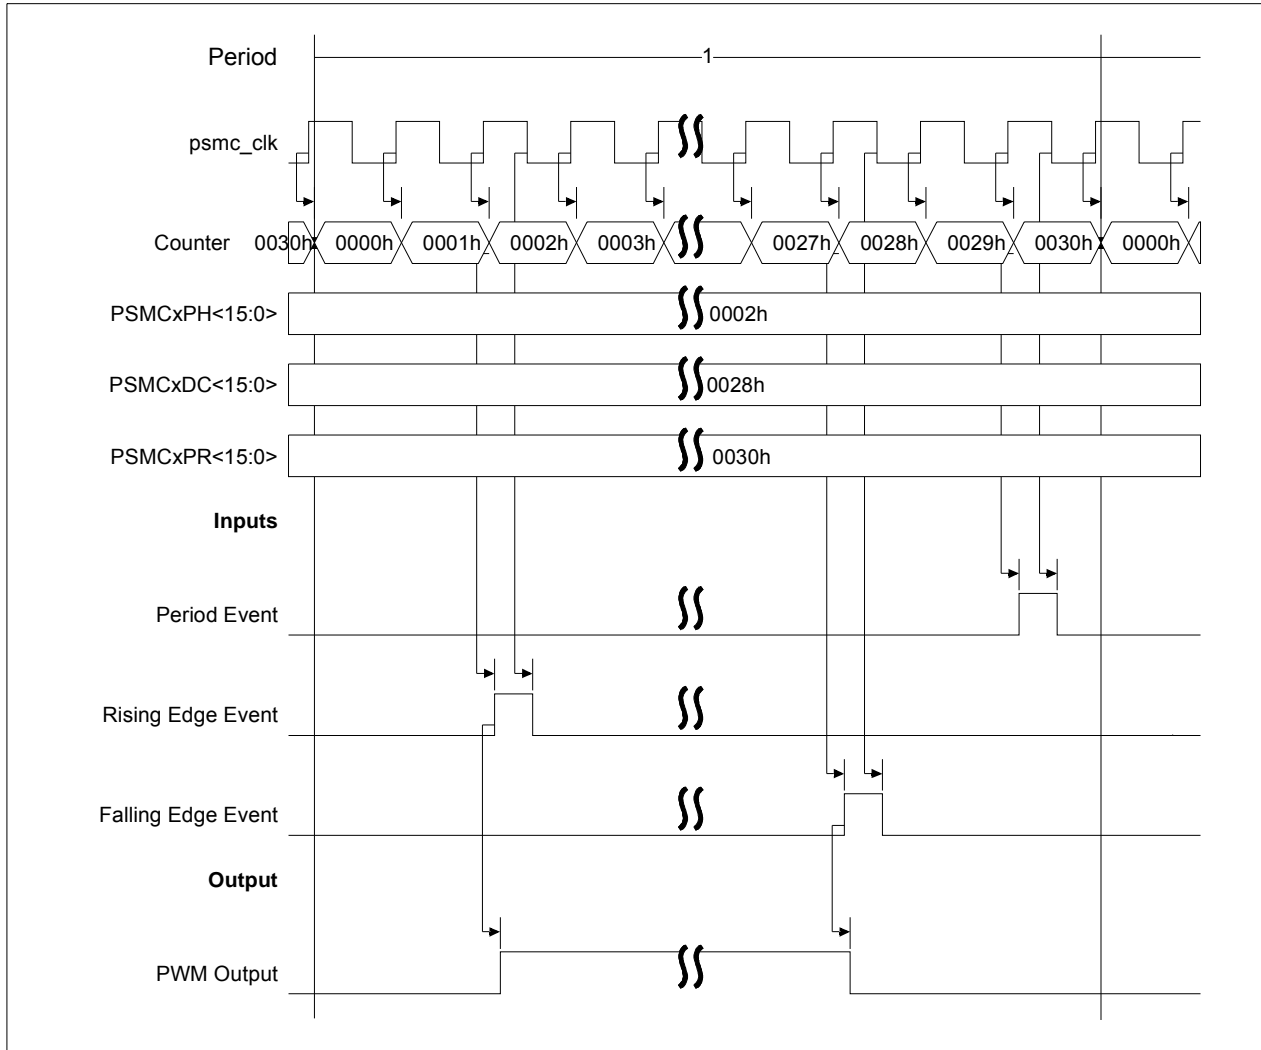 Period 1
psmc_clk
Counter 0030h 0000h 0001h 0002h 0003h 0027h 0028h 0029h 0030h 0000h
PSMCxPH<15:0> 0002h
PSMCxDC<15:0> 0028h
PSMCxPR<15:0> 0030h
Inputs
Period Event
Rising Edge Event
Falling Edge Event
Output
PWM Output